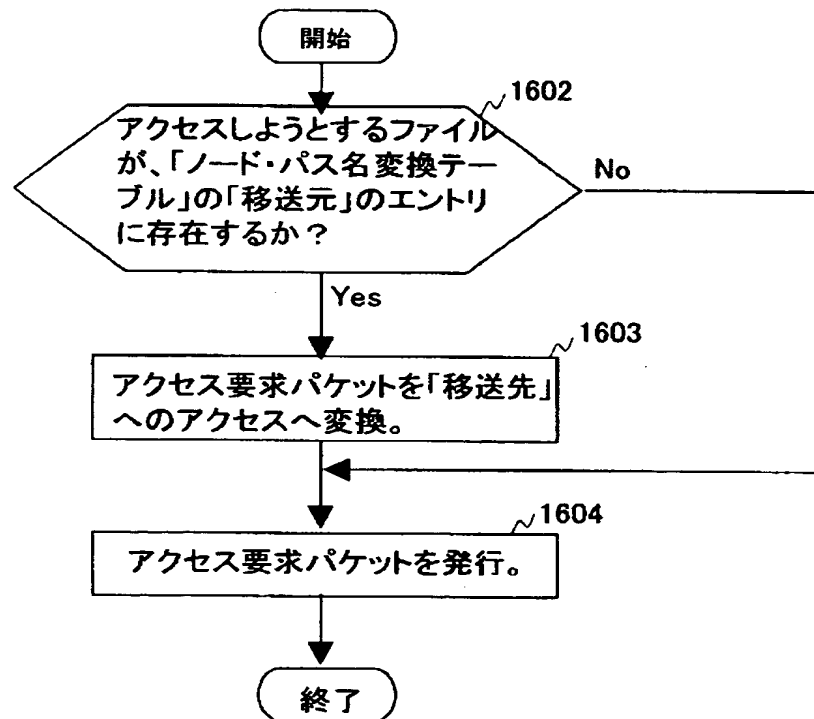 開始
1602
アクセスしようとするファイル
が、「ノード・パス名変換テー
ブル」の「移送元」のエントリ
に存在するか？
No
Yes
1603
アクセス要求パケットを「移送先」
へのアクセスへ変換。
1604
アクセス要求パケットを発行。
終了